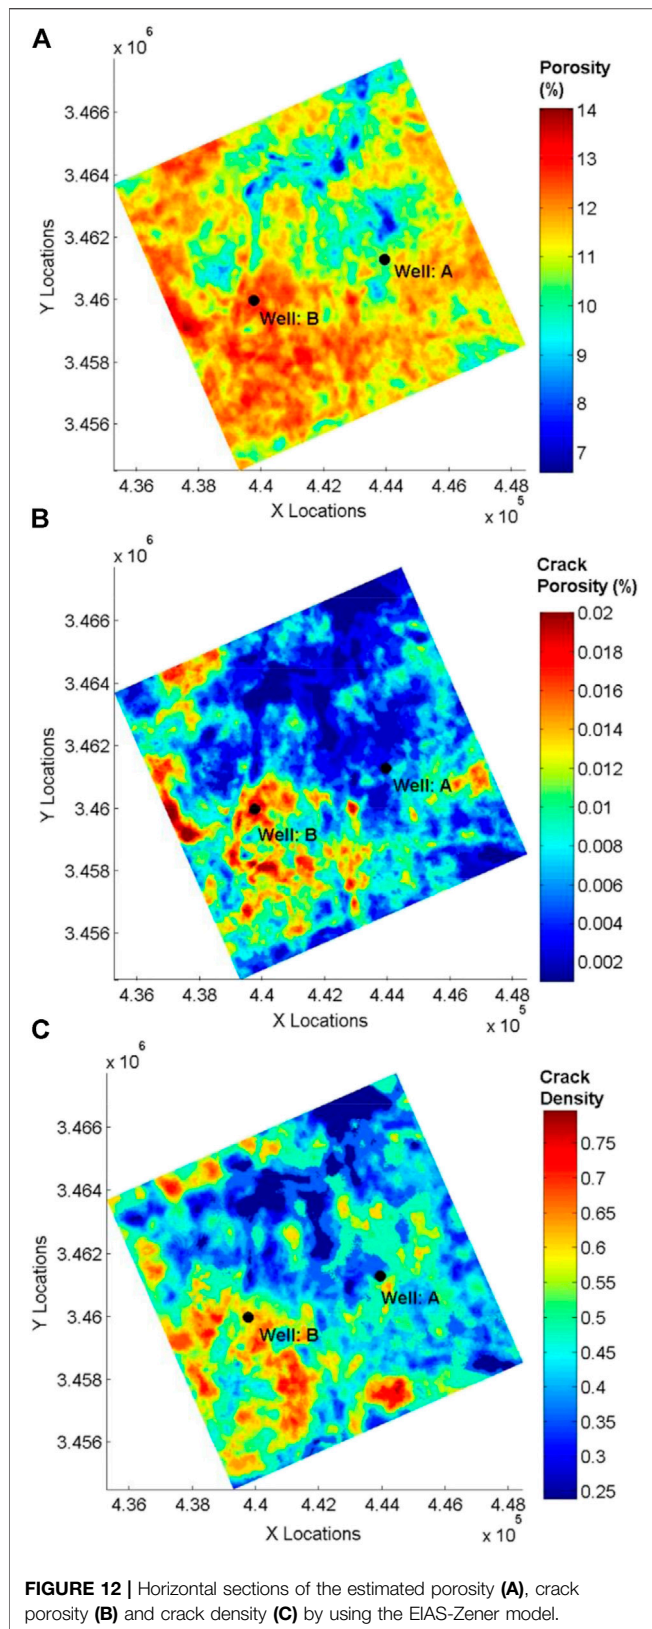 A
x 10 6
Porosity
(%)
3.466
3.464
3.462
3.46
3.458
3.456
Y Locations
14
13
12
11
10
9
8
7
Well: A
Well: B
4.36 4.38 4.4 4.42 4.44 4.46 4.48
X Locations
x 10 5
B
x 10 6
Crack
Porosity (%)
3.466
3.464
3.462
3.46
3.458
3.456
Y Locations
0.02
0.018
0.016
0.014
0.012
0.01
0.008
0.006
0.004
0.002
Well: A
Well: B
4.36 4.38 4.4 4.42 4.44 4.46 4.48
X Locations
x 10 5
C
x 10 6
Crack
Density
3.466
3.464
3.462
3.46
3.458
3.456
Y Locations
0.75
0.7
0.65
0.6
0.55
0.5
0.45
0.4
0.35
0.3
0.25
Well: A
Well: B
4.36 4.38 4.4 4.42 4.44 4.46 4.48
X Locations
x 10 5
FIGURE 12 | Horizontal sections of the estimated porosity (A), crack
porosity (B) and crack density (C) by using the EIAS-Zener model.